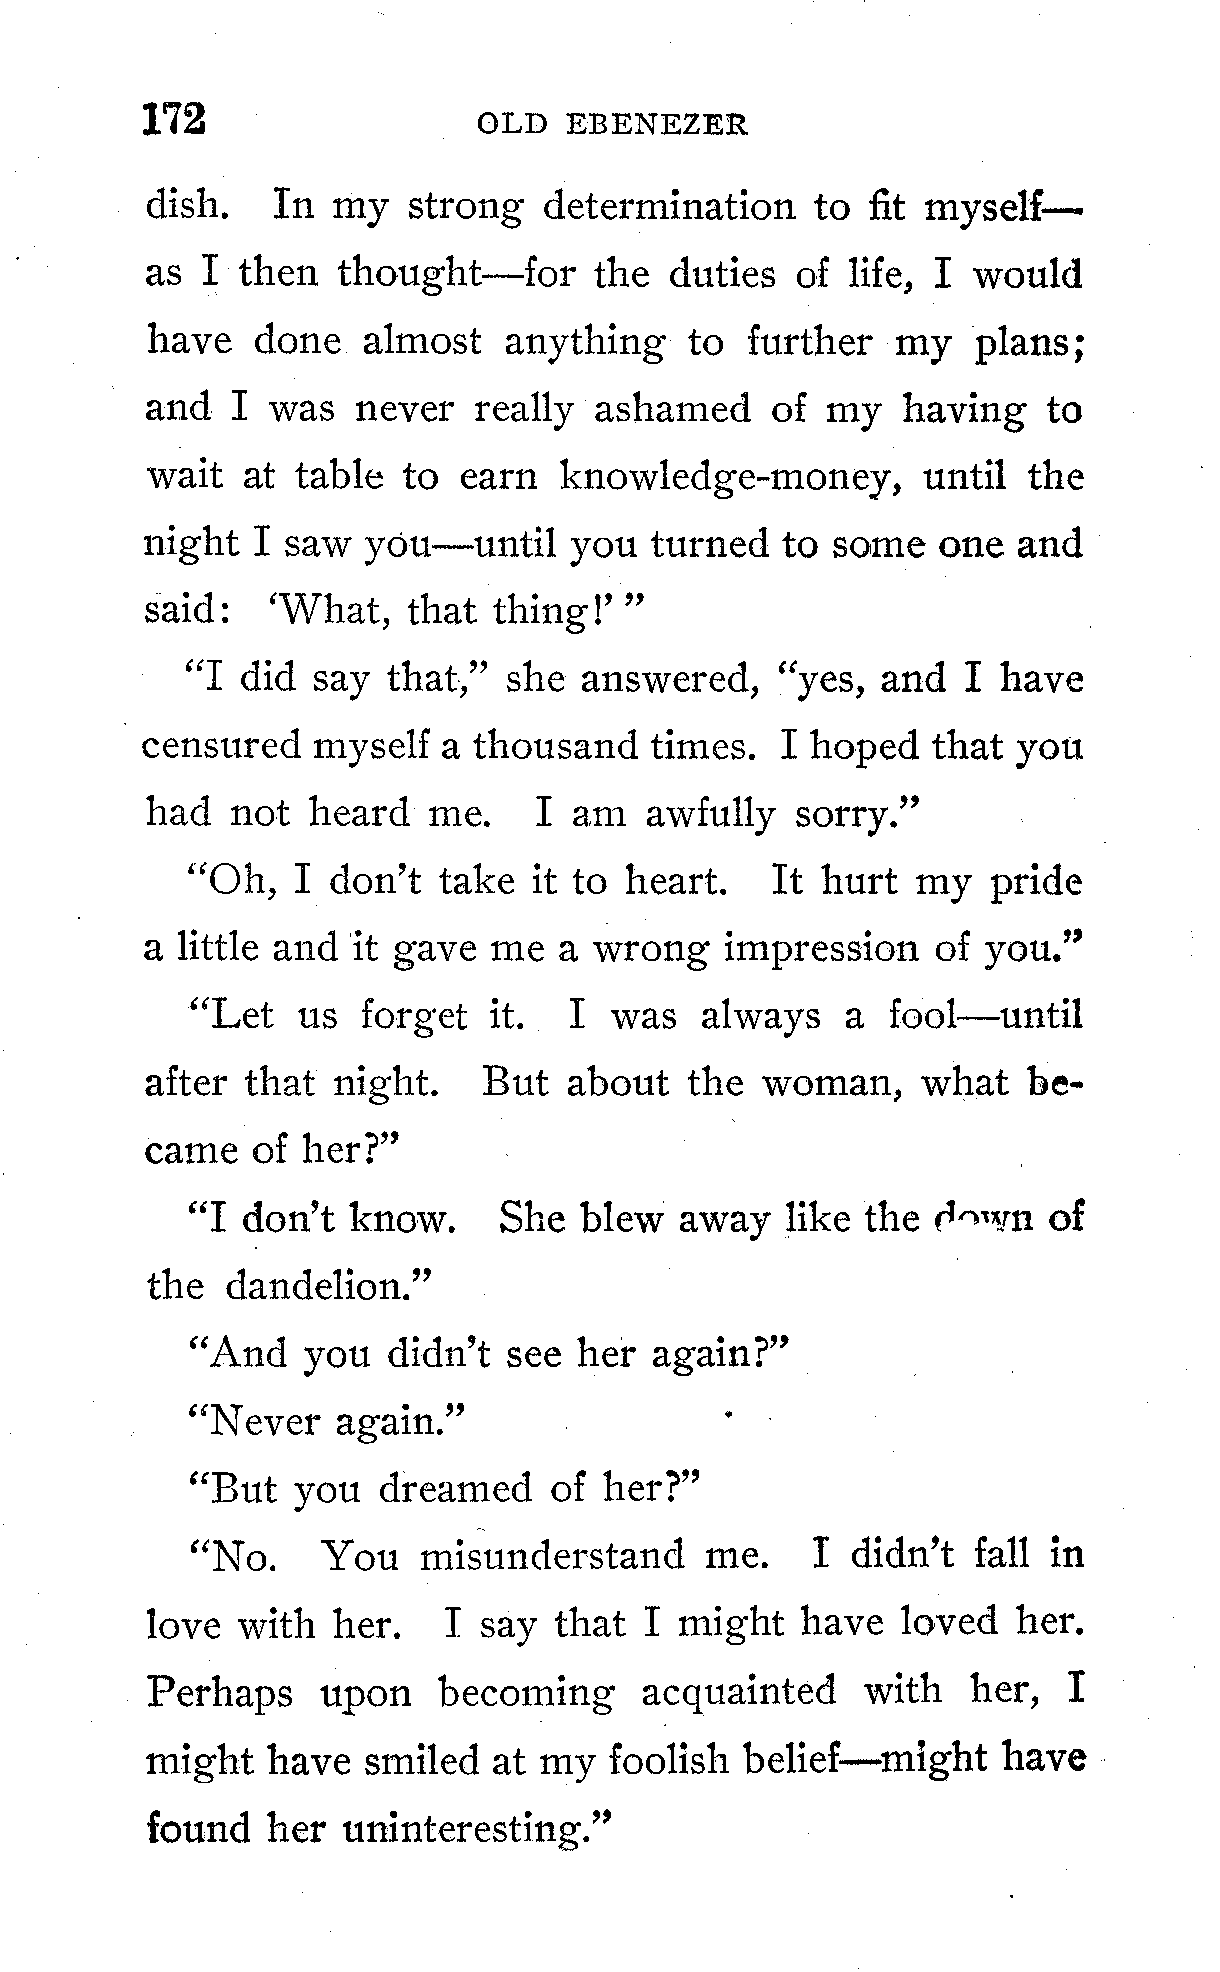 172 OLD EBENEZER
dish. In my strong determination to fit myself—
as I then thought—for the duties of life, I would
have done almost anything to further my plans;
and I was never really ashamed of my having to
wait at table to earn knowledge-money, until the
night I saw you—until you turned to some one and
said: ‘What, that thing!’ ”
“I did say that,” she answered, “yes, and I have
censured myself a thousand times. I hoped that you
had not heard me. I am awfully sorry.”
“Oh, I don’t take it to heart. It hurt my pride
a little and it gave me a wrong impression of you.”
“Let us forget it. I was always a fool—until
after that night. But about the woman, what be-
came of her?”
“I don’t know. She blew away like the down of
the dandelion.”
“And you didn’t see her again?”
“Never again.”
“But you dreamed of her?”
“No. You misunderstand me. I didn’t fall in
love with her. I say that I might have loved her.
Perhaps upon becoming acquainted with her, I
might have smiled at my foolish belief—might have
found her uninteresting.”